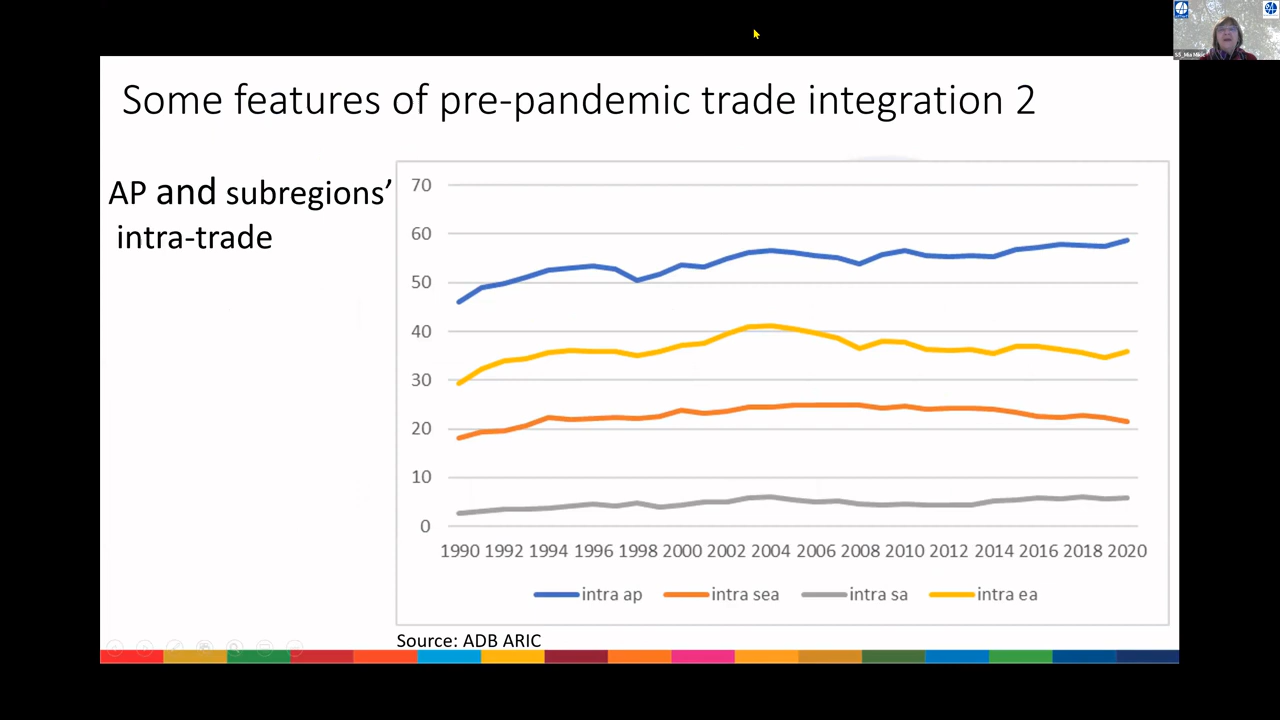 Some features of pre-pandemic trade integration 2
AP and subregions’
intra-trade
70
60
50
40
30
20
10
0
1990 1992 1994 1996 1998 2000 2002 2004 2006 2008 2010 2012 2014 2016 2018 2020
intra ap intra sea intra sa intra ea
Source: ADB ARIC